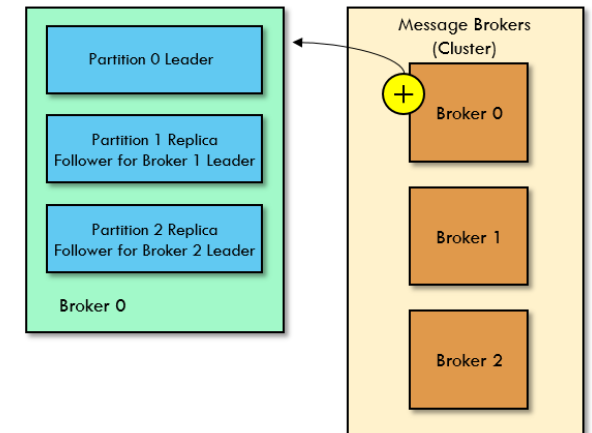 Partition 0 Leader
Partition 1 Replica
Follower for Broker 1 Leader
Partition 2 Replica
Follower for Broker 2 Leader
Broker 0
Message Brokers
(Cluster)
+
Broker 0
Broker 1
Broker 2